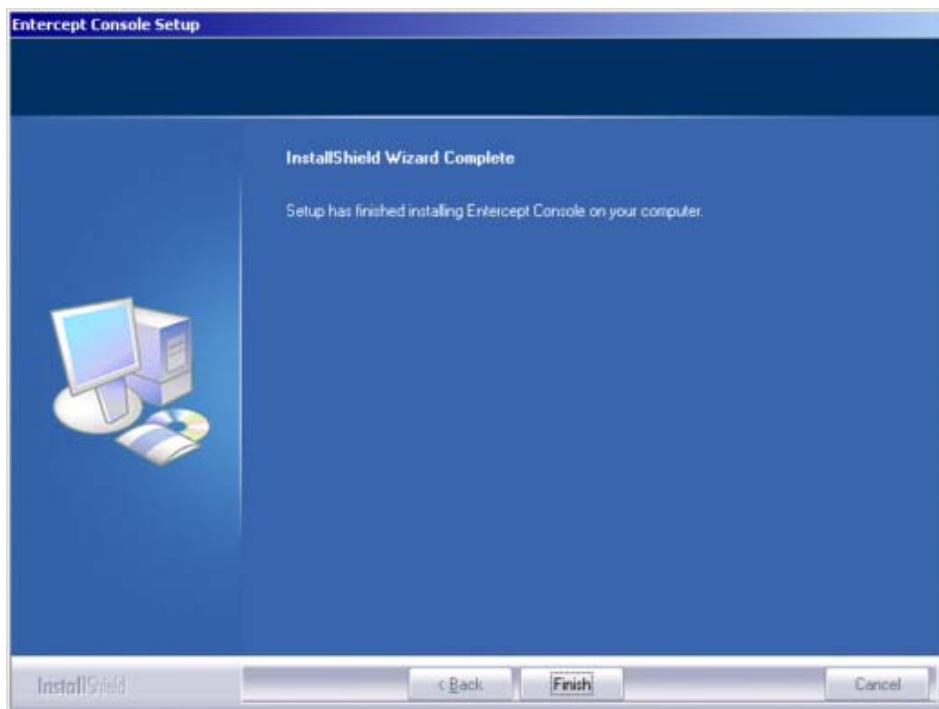 Entercept Console Setup
InstallShield Wizard Complete
Setup has finished installing Entercept Console on your computer.
InstallShield
< Back
Finish
Cancel